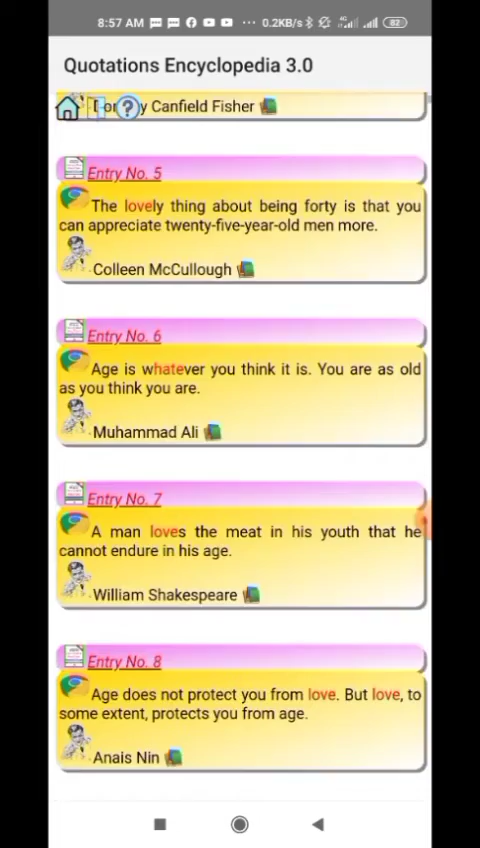 8:57 AM ... 0.2KB/s 4G 82
Quotations Encyclopedia 3.0
y Canfield Fisher
Entry No. 5
The lovely thing about being forty is that you
can appreciate twenty-five-year-old men more.
Colleen McCullough
Entry No. 6
Age is whatever you think it is. You are as old
as you think you are.
Muhammad Ali
Entry No. 7
A man loves the meat in his youth that he
cannot endure in his age.
William Shakespeare
Entry No. 8
Age does not protect you from love. But love, to
some extent, protects you from age.
Anais Nin